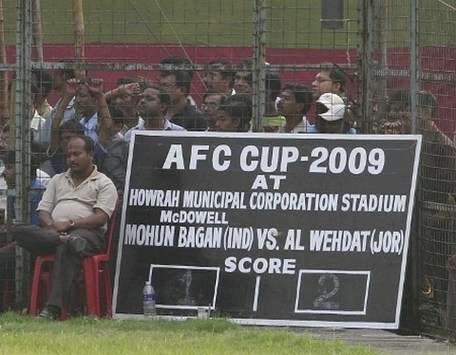 AFC CUP-2009
AT
HOWRAH MUNICIPAL CORPORATION STADIUM
McDOWELL
MOHUN BAGAN (IND) VS. AL WEHDAT (JOR)
SCORE
1 2